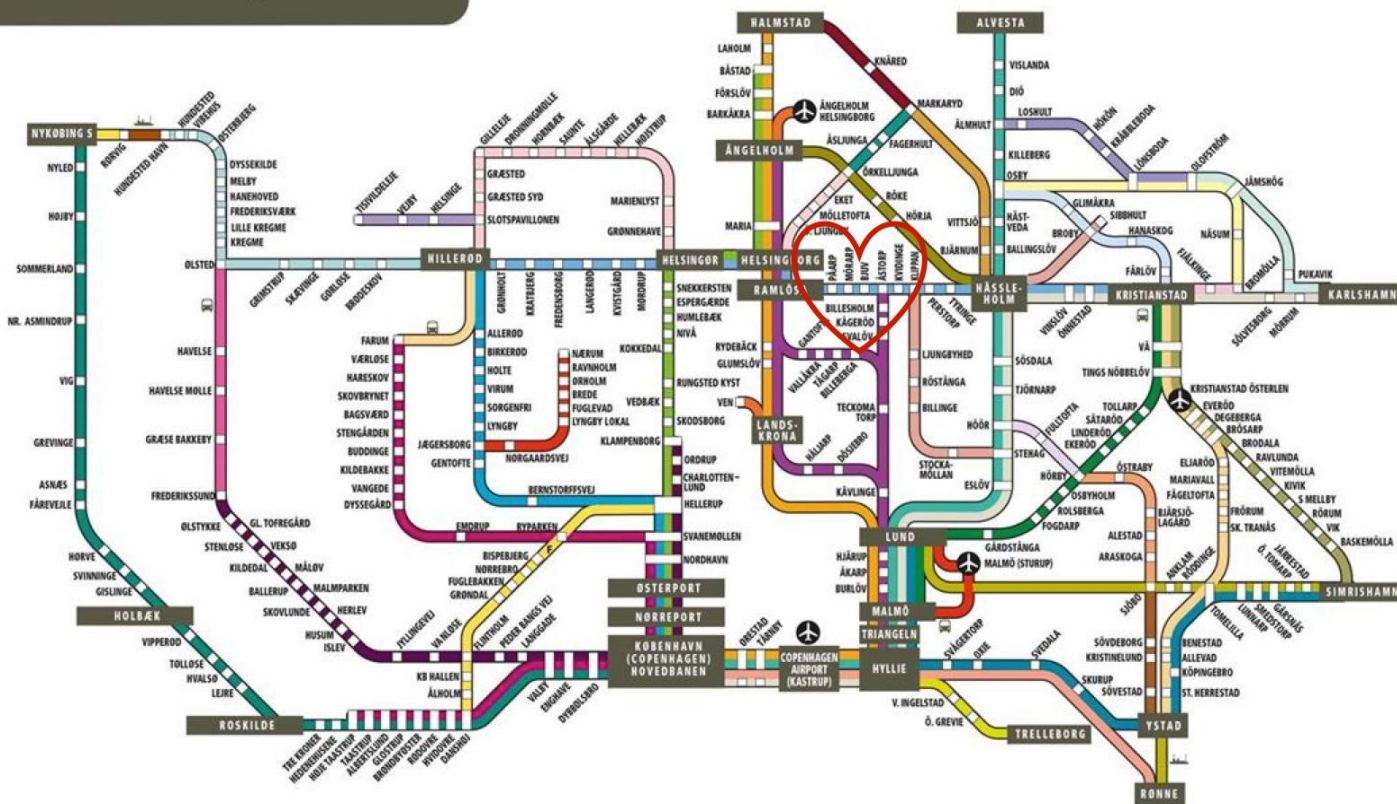 HALMSTAD
ALVESTA
LAHOLM
BÅSTAD
FÖRSLÖV
BARKÅKRA
KNÄRED
MARKARYD
VISLANDA
DIÖ
ÄLMHULT
LOSHULT
HÖKÖN
KRÅBBLEBODA
LÖNSBODA
OLOFSTRÖM
JÄMSHÖG
KILLEBERG
OSBY
GLIMÅKRA
SIBBHULT
HANASKOG
BROBY
NÄSUM
HÄST-
VEDA
BALLINGSLÖV
VITTSJÖ
BJÄRNUM
FÄRLÖV
FJÄLKINGE
BROMÖLLA
PUKAVIK
ÄNGELHOLM
HELSINGBORG
ÄNGELHOLM
ÅSLJUNGA
FAGERHULT
ÖRKELLJUNGA
EKET
MÖLLETOFTA
LJUNGBY
RÖKE
HÖRJA
MARIA
NYKØBING S
RØRVIG
HUNDESTED HAVN
HUNDESTED
VIBEHUS
ØSTERBJERG
DYSSEKILDE
MELBY
HANEHOVED
FREDERIKSVÆRK
LILLE KREGME
KREGME
ØLSTED
NYLED
HØJBY
SOMMERLAND
NR. ASMINDRUP
VIG
GREVINGE
ASNÆS
FÅREVEJLE
HØRVE
SVINNINGE
GISLINGE
HOLBÆK
VIPPERØD
TØLLØSE
HVALSØ
LEJRE
ROSKILDE
GILLELEJE
DRONNINGMØLLE
HORNBÆK
SAUNTE
ÅLSGÅRDE
HELLEBÆK
HØJSTRUP
GRÆSTED
GRÆSTED SYD
SLOTSPAVILLONEN
TISVILDELEJE
VEJBY
HELSINGE
MARIENLYST
GRØNNEHAVE
HILLERØD
HELSINGØR
HELSINGBORG
GRIMSTRUP
SKÆVINGE
GØRLØSE
BRØDESKOV
GRØNHOLT
KRATBJERG
FREDENSBORG
LANGERØD
KVISTGÅRD
MØRDRUP
SNEKKERSTEN
ESPERGÆRDE
HUMLEBÆK
NIVÅ
KOKKEDAL
RUNGSTED KYST
VEDBÆK
SKODSBORG
KLAMPENBORG
ORDRUP
CHARLOTTEN-
LUND
HELLERUP
SVANEMØLLEN
NORDHAVN
ØSTERPORT
NØRREPORT
KØBENHAVN
(COPENHAGEN)
HOVEDBANEN
HAVELSE
HAVELSE MØLLE
GRÆSE BAKKEBY
FREDERIKSSUND
ØLSTYKKE
STENLØSE
GL. TOFTEGÅRD
VEKSØ
KILDEDAL
MÅLØV
BALLERUP
MALMPARKEN
SKOVLUNDE
HERLEV
HUSUM
ISLEV
JYLLINGEVEJ
VANLØSE
FLINTHOLM
PEDER BANGS VEJ
LANGGADE
VALBY
ENGHAVE
DYBBØLSBRO
KB HALLEN
ÅLHOLM
FARUM
VÆRLØSE
HARESKOV
SKOVBRYNET
BAGSVÆRD
STENGÅRDEN
BUDDINGE
KILDEBAKKE
VANGEDE
DYSSEGÅRD
EMDRUP
RYPARKEN
BISPEBJERG
NØRREBRO
FUGLEBAKKEN
GRØNDAL
F
ALLERØD
BIRKERØD
HOLTE
VIRUM
SORGENFRI
LYNGBY
JÆGERSBORG
GENTOFTE
BERNSTORFFSVEJ
NÆRUM
RAVNHOLM
ØRHOLM
BREDE
FUGLEVAD
LYNGBY LOKAL
NØRGAARDSVEJ
TRE KRONER
HEDENEHUSENE
HØJE TAASTRUP
TAASTRUP
ALBERTSLUND
GLOSTRUP
BRØNDBYØSTER
RØDOVRE
HVIDOVRE
DANSHØJ
ØRESTAD
TÅRNBY
COPENHAGEN
AIRPORT
(KASTRUP)
PÅARP
MÖRARP
BJUV
ÅSTORP
KVIDINGE
KLIPPAN
PERSTORP
TYRINGE
HÄSSLE-
HOLM
VINSLÖV
ÖNNESTAD
KRISTIANSTAD
KARLSHAMN
SÖLVESBORG
MÖRRUM
BILLESHOLM
KÅGERÖD
SVALÖV
GANTOFTA
VALLÅKRA
TÅGARP
BILLEBERGA
RYDEBÄCK
GLUMSLÖV
VEN
LANDS-
KRONA
HÄLJARP
DÖSJEBRO
TECKOMA
TORP
KÄVLINGE
LJUNGBYHED
RÖSTÅNGA
BILLINGE
STOCKA-
MÖLLAN
SÖSDALA
TJÖRNARP
HÖÖR
STEHAG
ESLÖV
FULLTOFTA
HÖRBY
TOLLARP
SÄTARÖD
LINDERÖD
EKERÖD
OSBYHOLM
ROLSBERGA
FOGDARP
GÅRDSTÅNGA
ÖSTRABY
BJÄRSJÖ-
LAGÅRD
ALESTAD
ARASKOGA
VÄ
TINGS NÖBBELÖV
KRISTIANSTAD ÖSTERLEN
EVERÖD
DEGEBERGA
BRÖSARP
BRODALA
RAVLUNDA
VITEMÖLLA
KIVIK
S MELLBY
RÖRUM
VIK
BASKEMÖLLA
SIMRISHAMN
ELJARÖD
MARIAVALL
FÅGELTOFTA
FRÖRUM
SK. TRANÅS
ANKLAM
RÖDDINGE
Ö. TOMARP
JÄRRESTAD
GÄRSNÄS
SMEDSTORP
LUNNARP
TOMELILLA
LUND
HJÄRUP
ÅKARP
BURLÖV
MALMÖ (STURUP)
MALMÖ
TRIANGELN
HYLLIE
SVÅGERTORP
OXIE
SVEDALA
SKURUP
V. INGELSTAD
Ö. GREVIE
TRELLEBORG
SJÖBO
SÖVDEBORG
KRISTINELUND
SÖVESTAD
BENESTAD
ALLEVAD
KÖPINGEBRO
ST. HERRESTAD
YSTAD
RØNNE